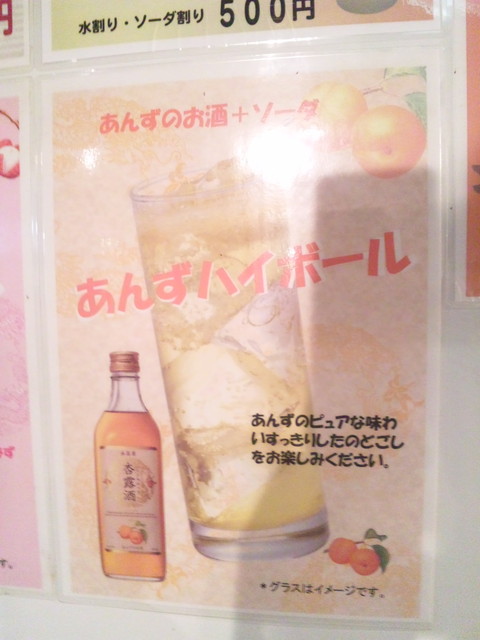 円
水割り・ソーダ割り 500円
あんずのお酒+ソーダ
あんずハイボール
あんずのピュアな味わ
いすっきりしたのどごし
をお楽しみください。
杏露酒
*グラスはイメージです。
す。